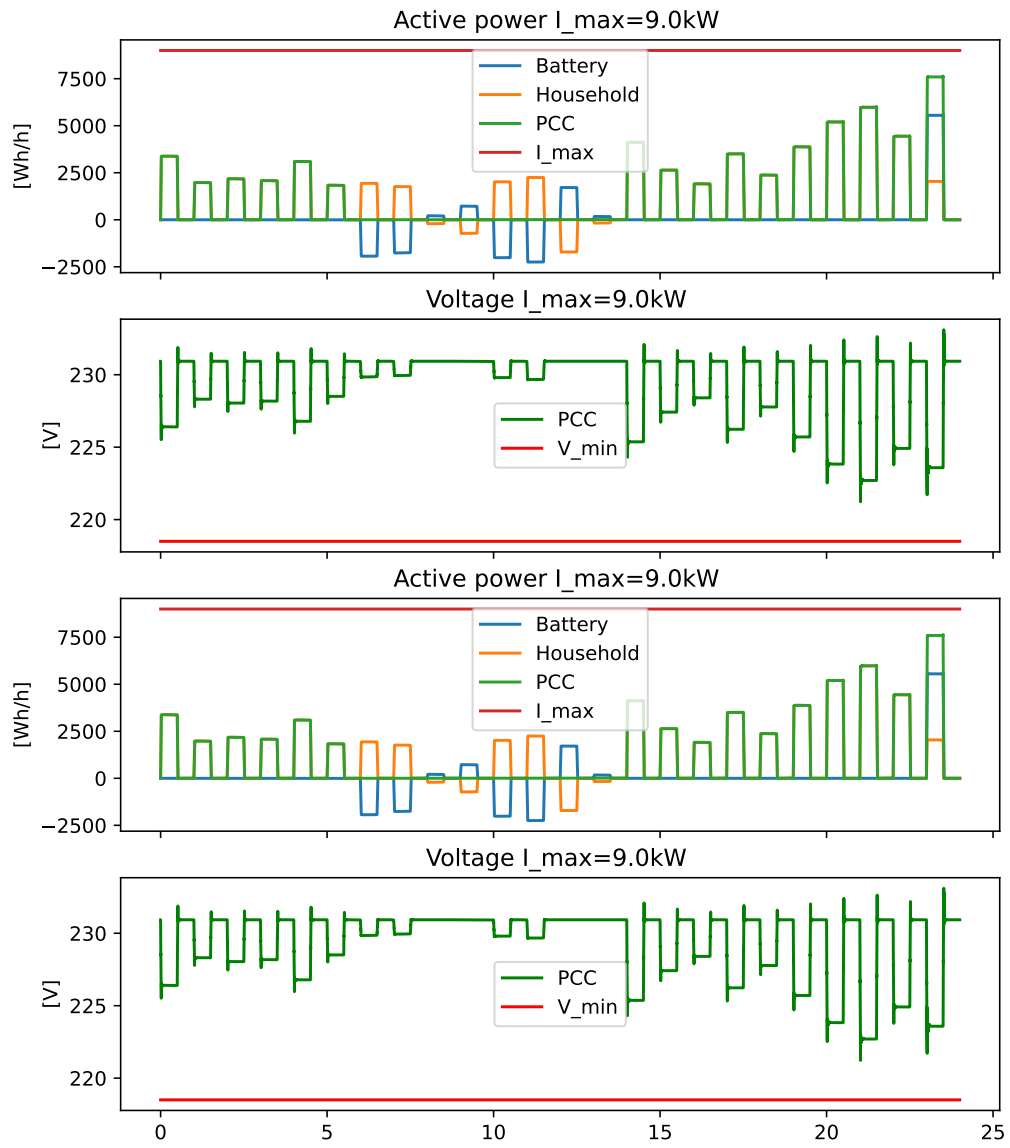 Active power I_max=9.0kW
[Wh/h]
7500
5000
2500
0
−2500
Battery
Household
PCC
I_max
Voltage I_max=9.0kW
[V]
230
225
220
PCC
V_min
Active power I_max=9.0kW
[Wh/h]
7500
5000
2500
0
−2500
Battery
Household
PCC
I_max
Voltage I_max=9.0kW
[V]
230
225
220
PCC
V_min
0 5 10 15 20 25